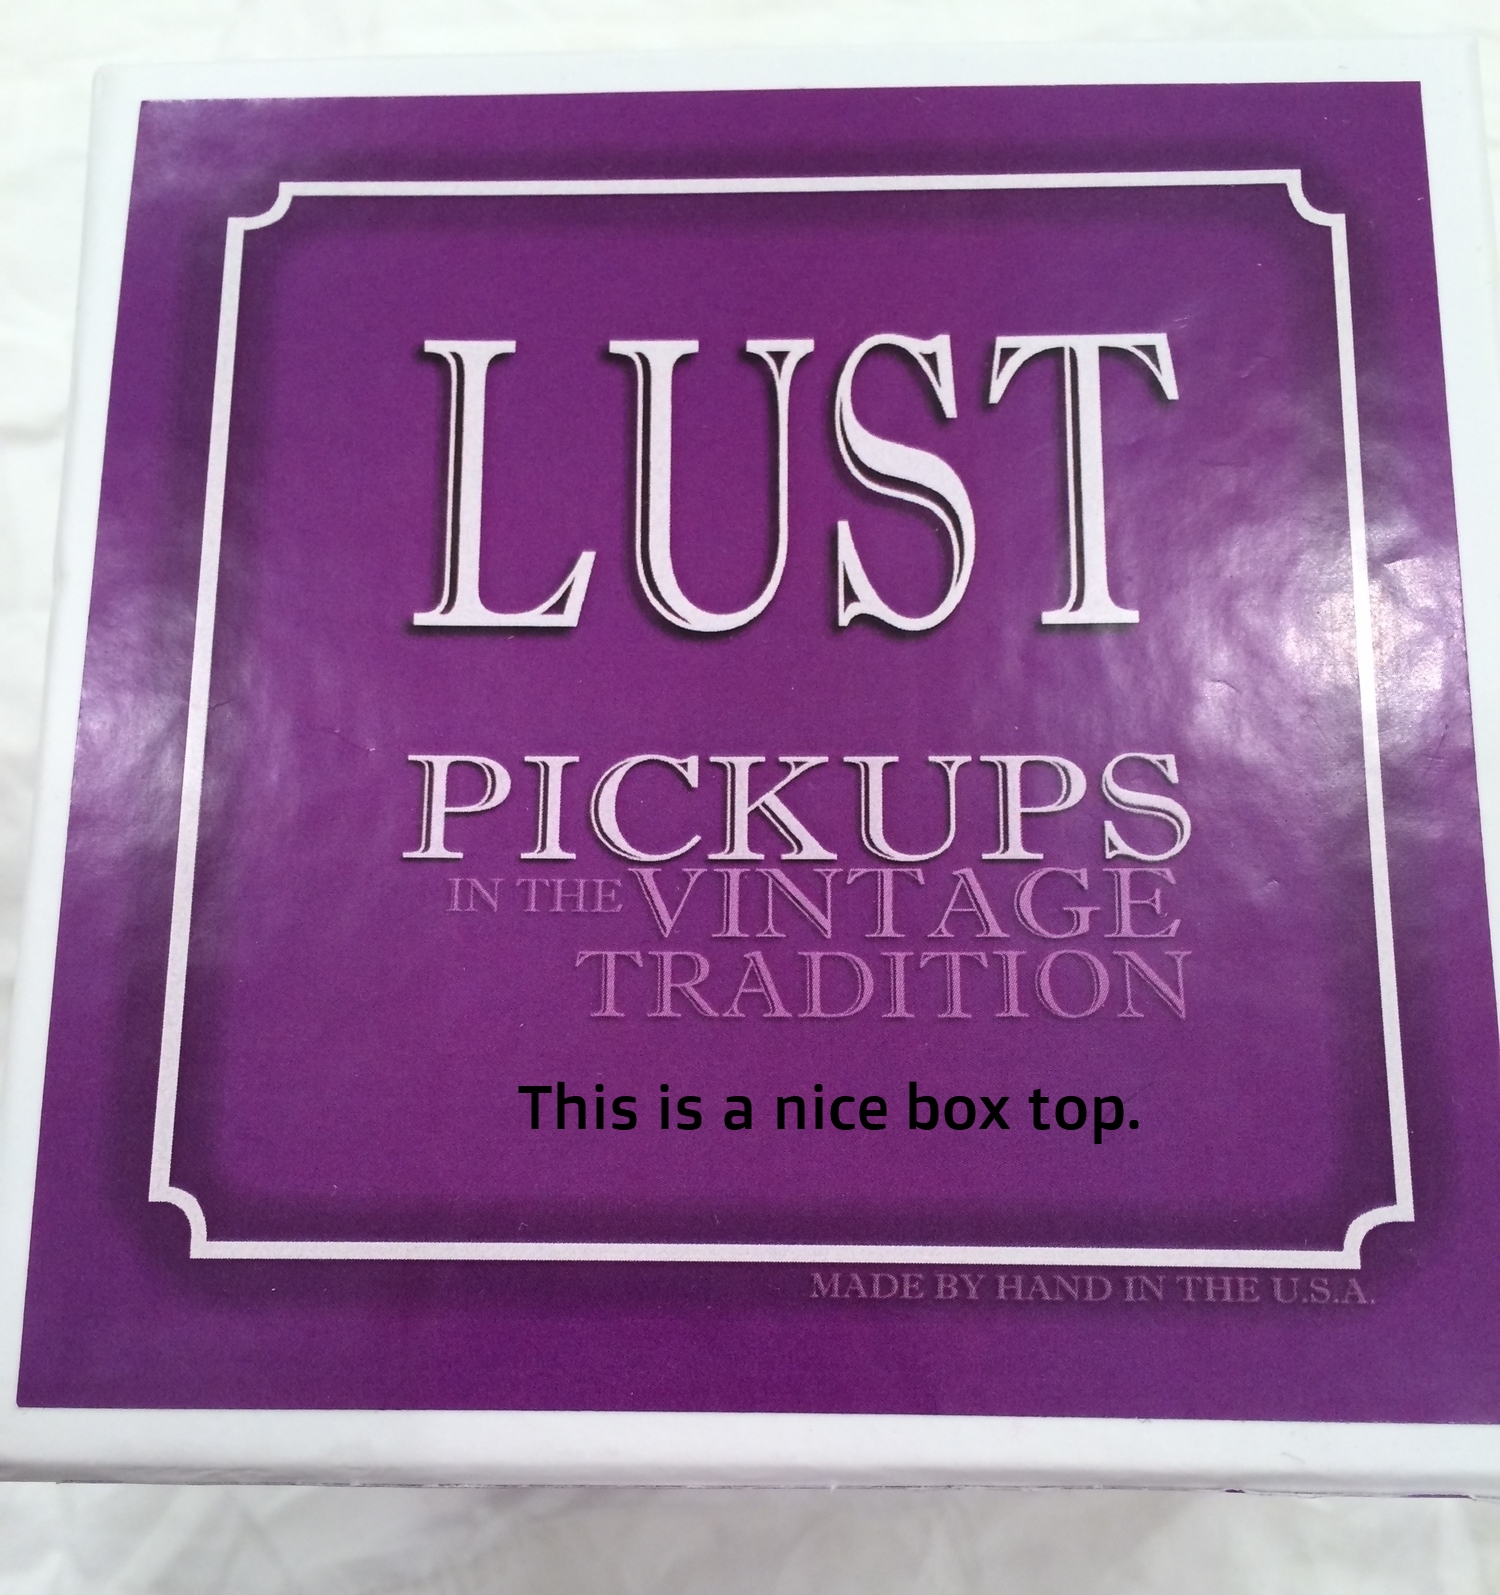 LUST
PICKUPS
IN THE VINTAGE
TRADITION
This is a nice box top.
MADE BY HAND IN THE U.S.A.